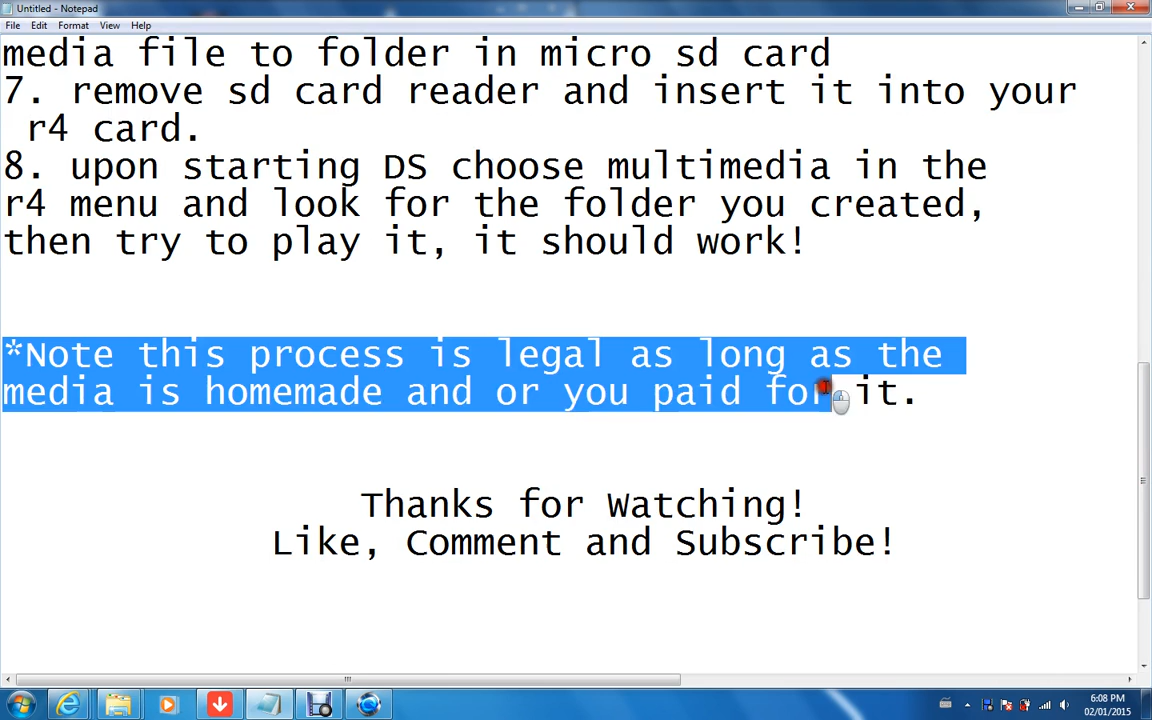 Untitled - Notepad
File Edit Format View Help
media file to folder in micro sd card
7. remove sd card reader and insert it into your
r4 card.
8. upon starting DS choose multimedia in the
r4 menu and look for the folder you created,
then try to play it, it should work!
*Note this process is legal as long as the
media is homemade and or you paid for it.
Thanks for Watching!
Like, Comment and Subscribe!
6:08 PM
02/01/2015